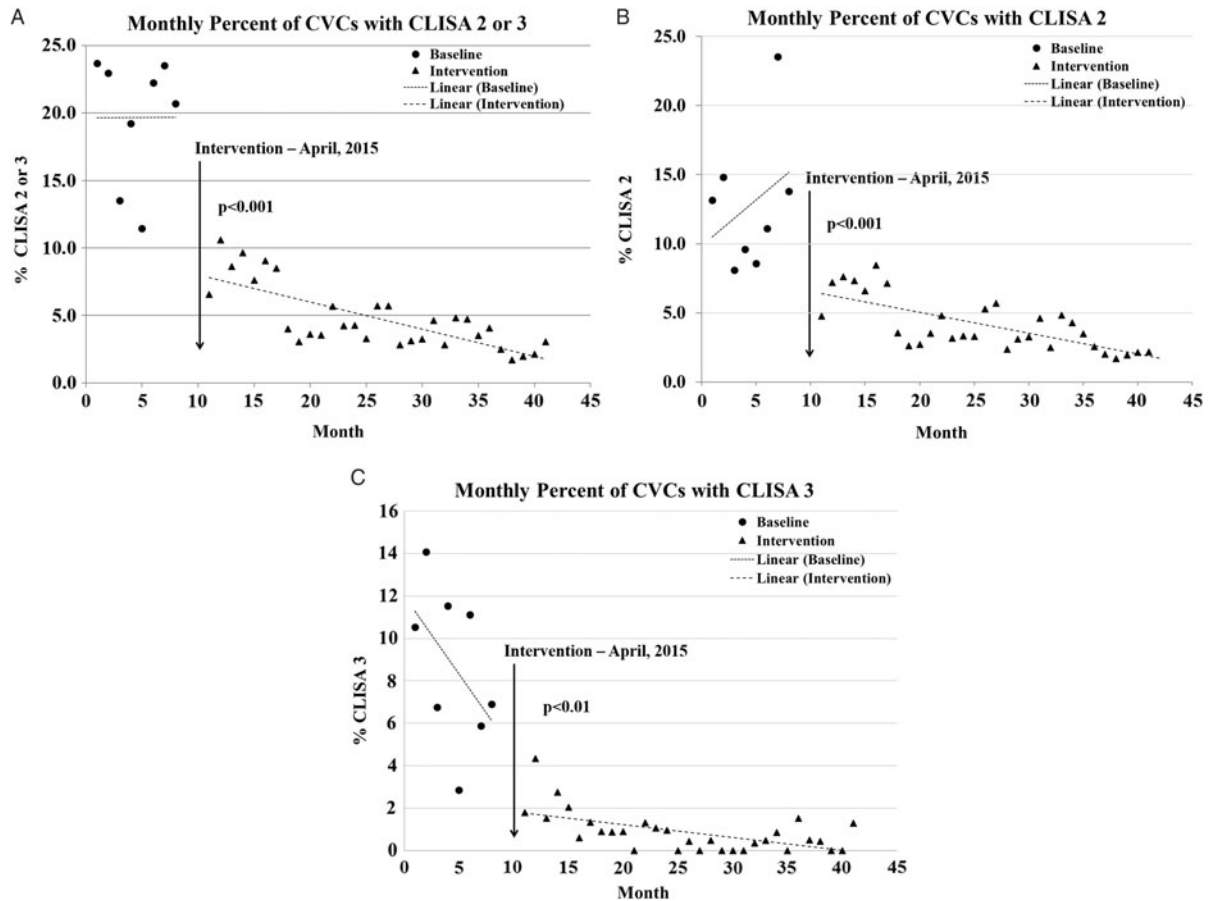 A
Monthly Percent of CVCs with CLISA 2 or 3
25.0
20.0
15.0
10.0
5.0
0.0
% CLISA 2 or 3
Baseline
Intervention
Linear (Baseline)
Linear (Intervention)
Intervention – April, 2015
p<0.001
0 5 10 15 20 25 30 35 40 45
Month
B
Monthly Percent of CVCs with CLISA 2
25.0
20.0
15.0
10.0
5.0
0.0
% CLISA 2
Baseline
Intervention
Linear (Baseline)
Linear (Intervention)
Intervention – April, 2015
p<0.001
0 5 10 15 20 25 30 35 40 45
Month
C
Monthly Percent of CVCs with CLISA 3
16
14
12
10
8
6
4
2
0
% CLISA 3
Baseline
Intervention
Linear (Baseline)
Linear (Intervention)
Intervention – April, 2015
p<0.01
0 5 10 15 20 25 30 35 40 45
Month